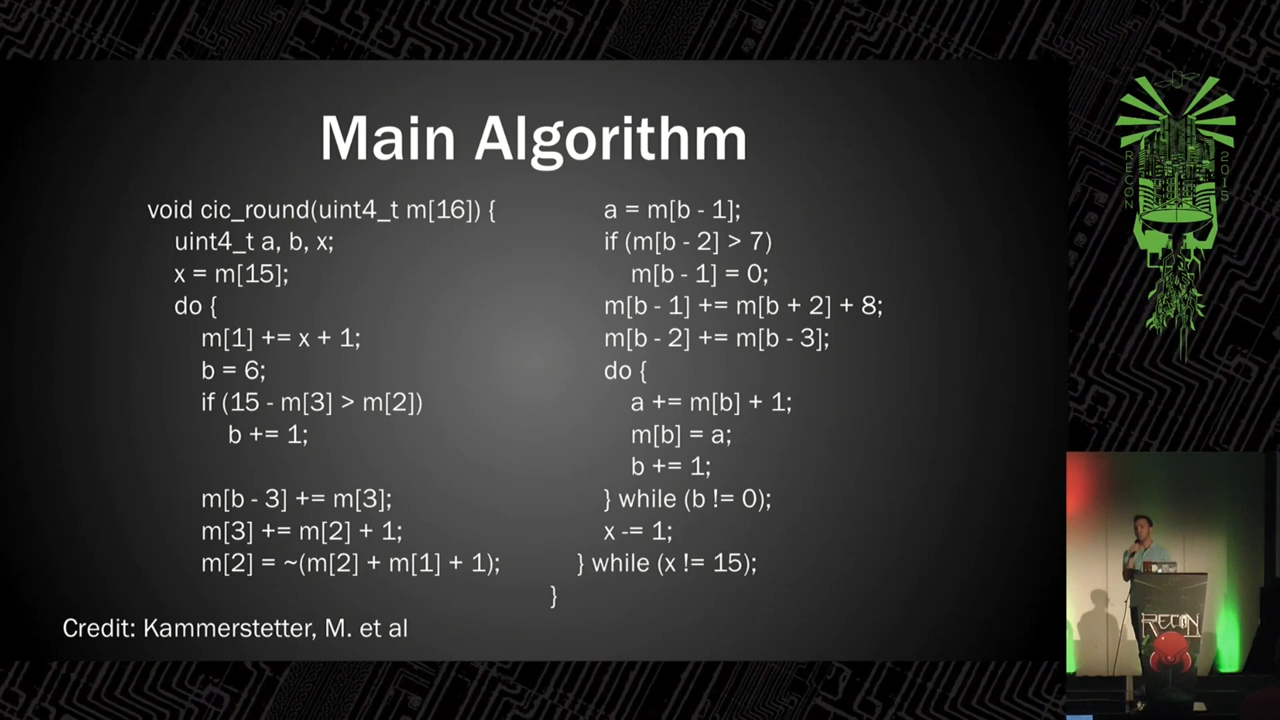 Main Algorithm
void cic_round(uint4_t m[16]) {
uint4_t a, b, x;
x = m[15];
do {
m[1] += x + 1;
b = 6;
if (15 - m[3] > m[2])
b += 1;
m[b - 3] += m[3];
m[3] += m[2] + 1;
m[2] = ~(m[2] + m[1] + 1);
a = m[b - 1];
if (m[b - 2] > 7)
m[b - 1] = 0;
m[b - 1] += m[b + 2] + 8;
m[b - 2] += m[b - 3];
do {
a += m[b] + 1;
m[b] = a;
b += 1;
} while (b != 0);
x -= 1;
} while (x != 15);
}
Credit: Kammerstetter, M. et al
RECON
2015
RECON